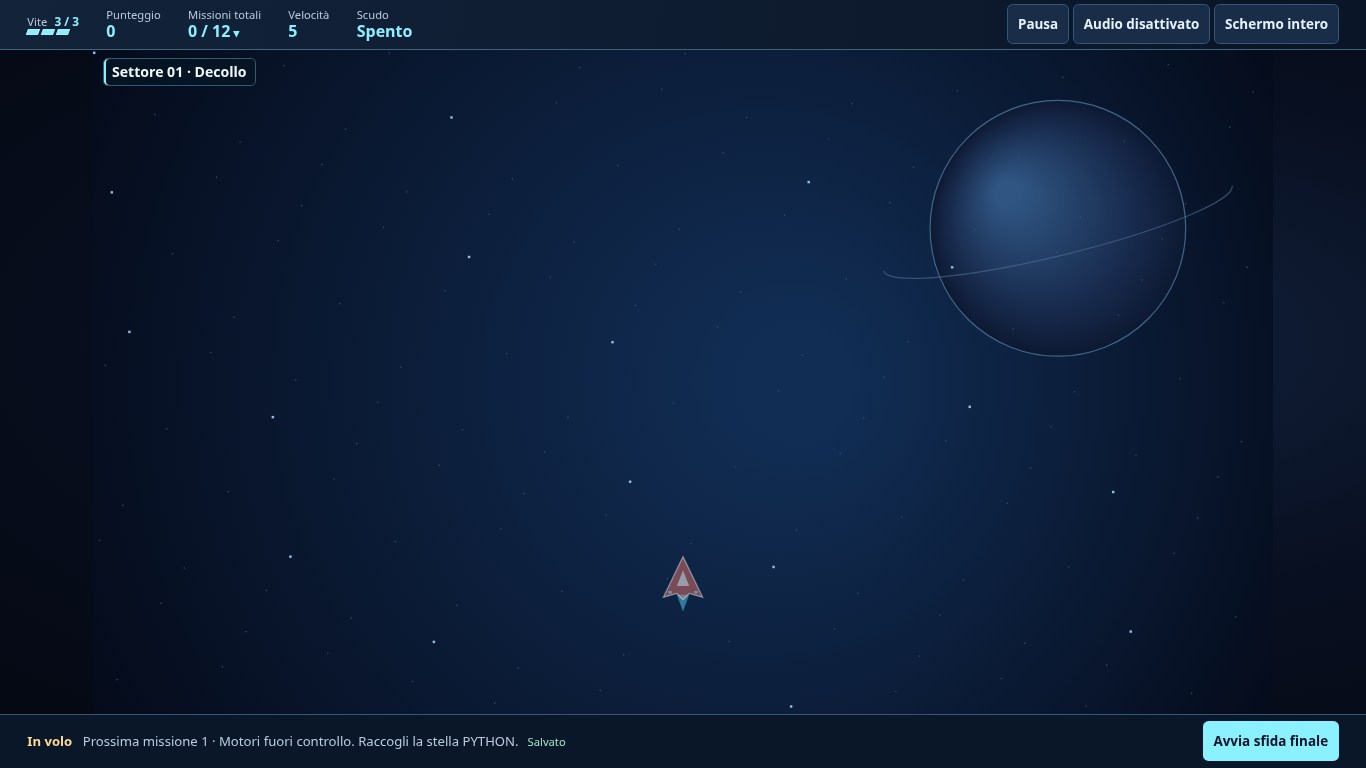 Vite 3 / 3
Punteggio
0
Missioni totali
0 / 12 ▾
Velocità
5
Scudo
Spento
Pausa
Audio disattivato
Schermo intero
Settore 01 · Decollo
In volo Prossima missione 1 · Motori fuori controllo. Raccogli la stella PYTHON. Salvato
Avvia sfida finale